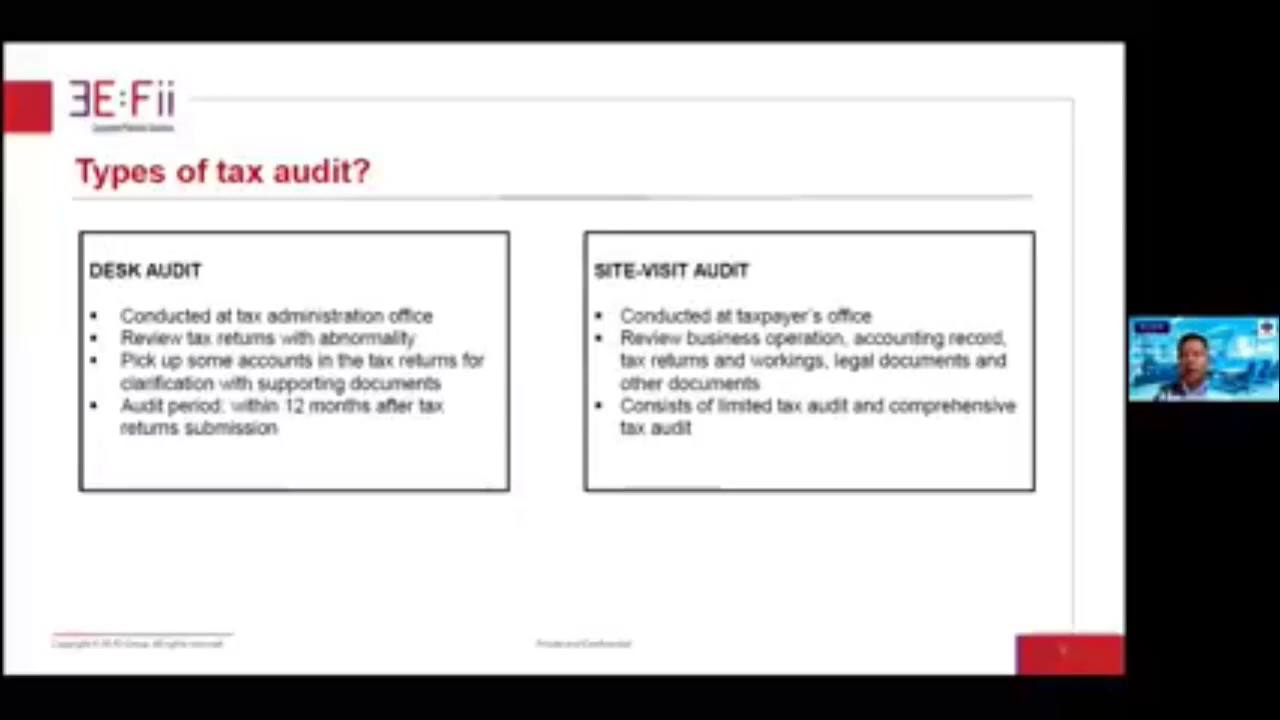 3E:Fii
Types of tax audit?
DESK AUDIT
▪ Conducted at tax administration office
▪ Review tax returns with abnormality
▪ Pick up some accounts in the tax returns for
clarification with supporting documents
▪ Audit period: within 12 months after tax
returns submission
SITE-VISIT AUDIT
▪ Conducted at taxpayer's office
▪ Review business operation, accounting record,
tax returns and workings, legal documents and
other documents
▪ Consists of limited tax audit and comprehensive
tax audit
Private and Confidential